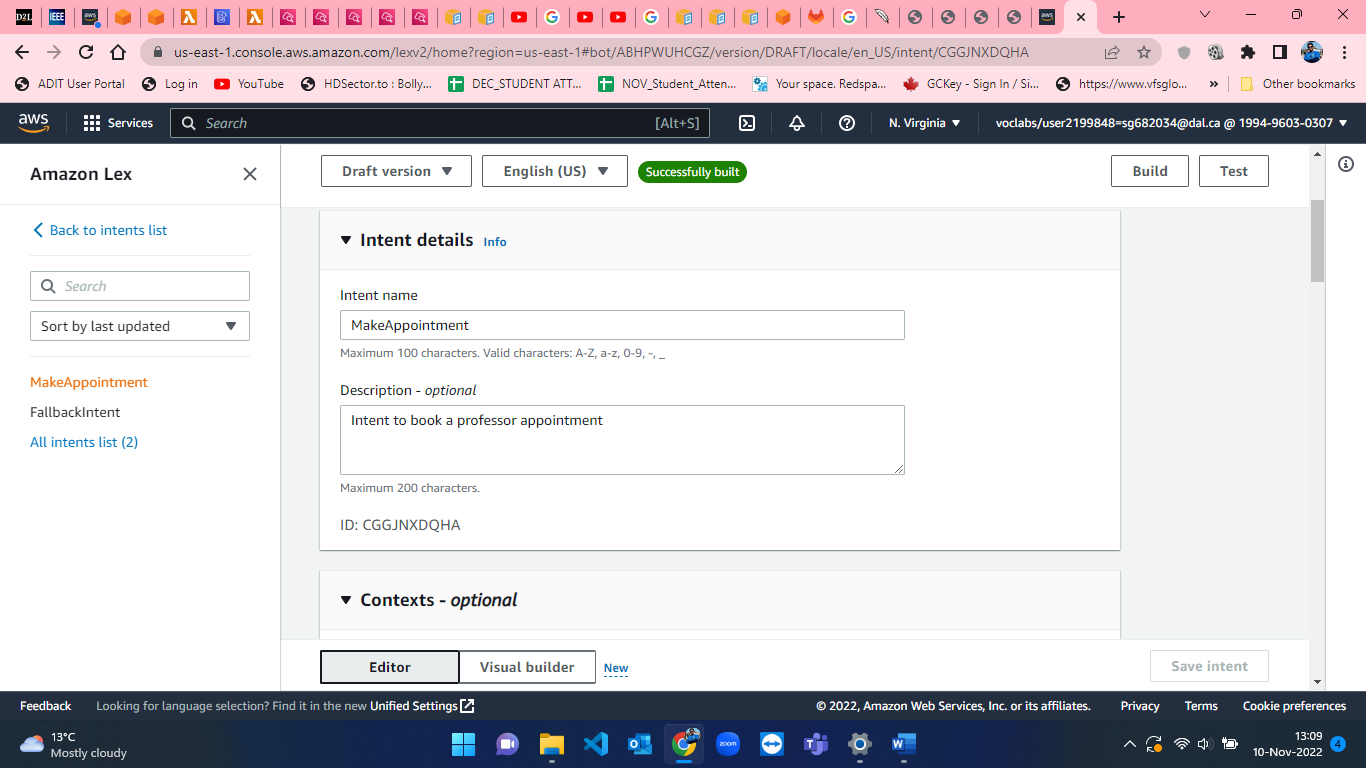 D2L IEEE
us-east-1.console.aws.amazon.com/lexv2/home?region=us-east-1#bot/ABHPWUHCGZ/version/DRAFT/locale/en_US/intent/CGGJNXDQHA
ADIT User Portal Log in YouTube HDSector.to : Bolly... DEC_STUDENT ATT... NOV_Student_Atten... Your space. Redspa... GCKey - Sign In / Si... https://www.vfsglo... » Other bookmarks
aws Services Search [Alt+S] N. Virginia voclabs/user2199848=sg682034@dal.ca @ 1994-9603-0307
Amazon Lex
Draft version English (US) Successfully built Build Test
Back to intents list
Search
Sort by last updated
MakeAppointment
FallbackIntent
All intents list (2)
Intent details Info
Intent name
MakeAppointment
Maximum 100 characters. Valid characters: A-Z, a-z, 0-9, -, _
Description - optional
Intent to book a professor appointment
Maximum 200 characters.
ID: CGGJNXDQHA
Contexts - optional
Editor Visual builder New Save intent
Feedback Looking for language selection? Find it in the new Unified Settings © 2022, Amazon Web Services, Inc. or its affiliates. Privacy Terms Cookie preferences
13°C
Mostly cloudy
zoom
13:09
10-Nov-2022 4